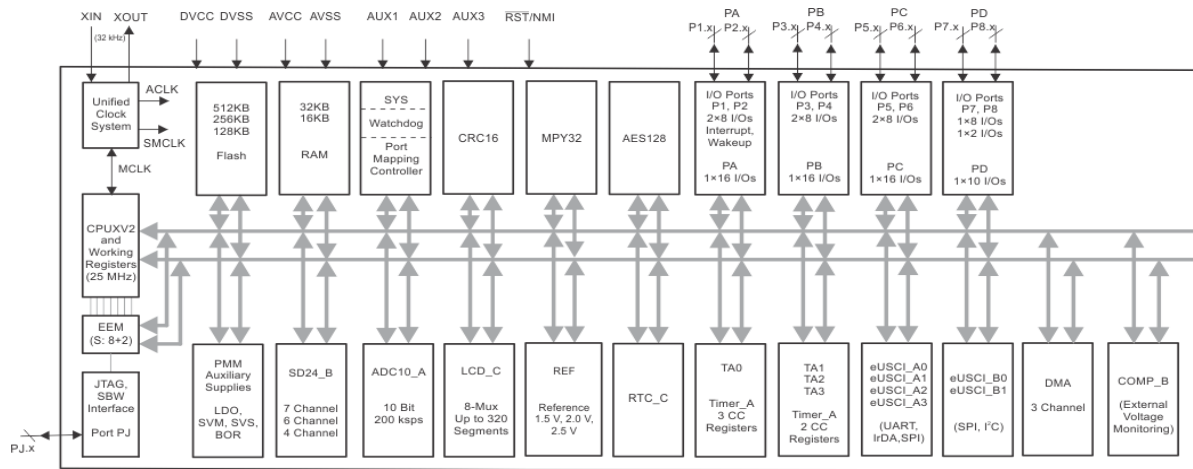 XIN XOUT DVCC DVSS AVCC AVSS AUX1 AUX2 AUX3 RST/NMI PA PB PC PD
(32 kHz) P1.x P2.x P3.x P4.x P5.x P6.x P7.x P8.x
Unified
Clock
System
ACLK
SMCLK
MCLK
512KB
256KB
128KB
Flash
32KB
16KB
RAM
SYS
Watchdog
Port
Mapping
Controller
CRC16
MPY32
AES128
I/O Ports
P1, P2
2×8 I/Os
Interrupt,
Wakeup
PA
1×16 I/Os
I/O Ports
P3, P4
2×8 I/Os
PB
1×16 I/Os
I/O Ports
P5, P6
2×8 I/Os
PC
1×16 I/Os
I/O Ports
P7, P8
1×8 I/Os
1×2 I/Os
PD
1×10 I/Os
CPUXV2
and
Working
Registers
(25 MHz)
EEM
(S: 8+2)
JTAG,
SBW
Interface
Port PJ
PJ.x
PMM
Auxiliary
Supplies
LDO,
SVM, SVS,
BOR
SD24_B
7 Channel
6 Channel
4 Channel
ADC10_A
10 Bit
200 ksps
LCD_C
8-Mux
Up to 320
Segments
REF
Reference
1.5 V, 2.0 V,
2.5 V
RTC_C
TA0
Timer_A
3 CC
Registers
TA1
TA2
TA3
Timer_A
2 CC
Registers
eUSCI_A0
eUSCI_A1
eUSCI_A2
eUSCI_A3
(UART,
IrDA,SPI)
eUSCI_B0
eUSCI_B1
(SPI, I²C)
DMA
3 Channel
COMP_B
(External
Voltage
Monitoring)